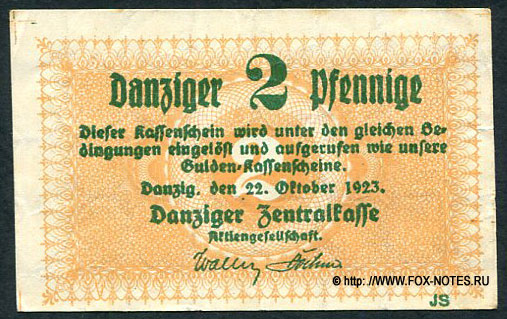 Danziger 2 Pfennige
Dieser Kassenschein wird unter den gleichen Be-
dingungen eingelöst und aufgerufen wie unsere
Gulden-Kassenscheine.
Danzig, den 22. Oktober 1923.
Danziger Zentralkasse
Aktiengesellschaft.
JS
© WWW.FOX-NOTES.RU